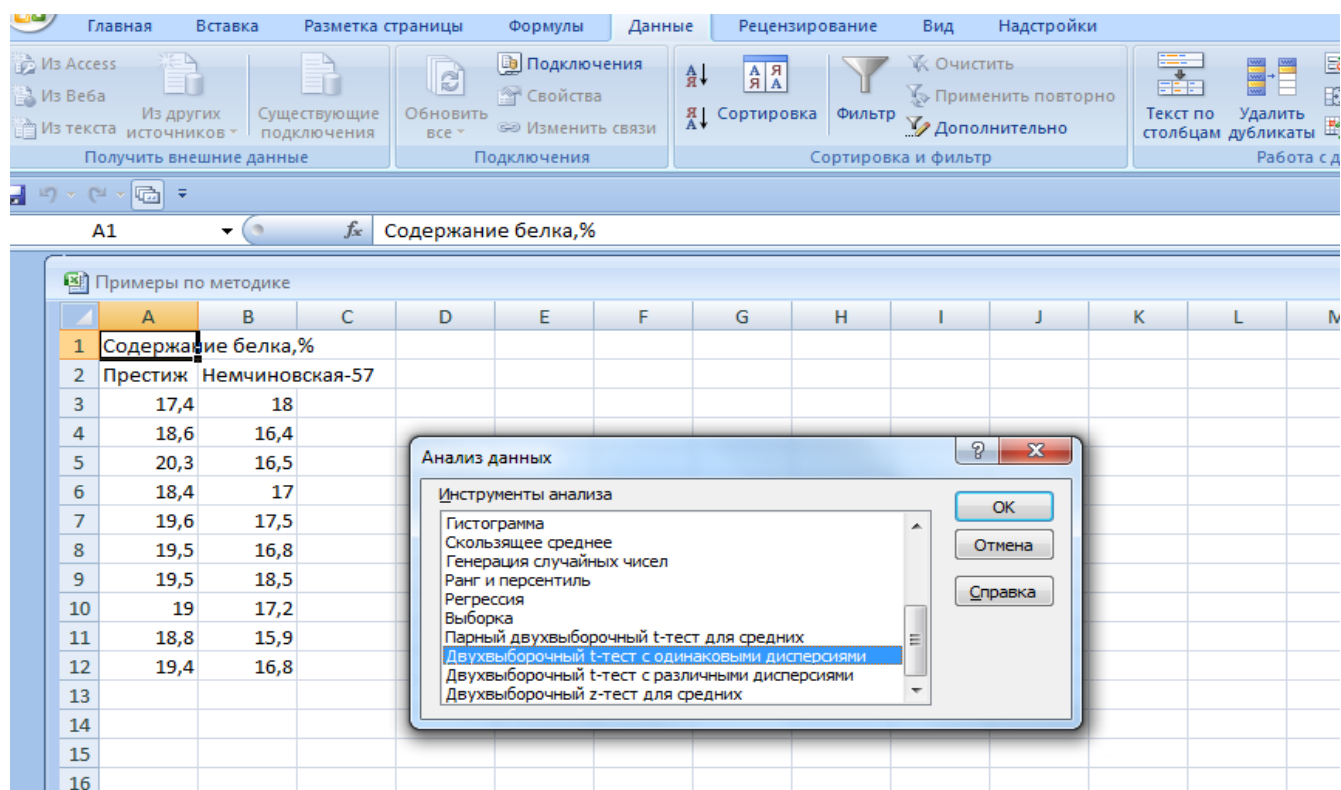 Главная Вставка Разметка страницы Формулы Данные Рецензирование Вид Надстройки
Из Access
Из Веба
Из текста
Из других источников
Существующие подключения
Получить внешние данные
Обновить все
Подключения
Свойства
Изменить связи
Подключения
А
Я
Я
А
А Я
Я А
Сортировка
Фильтр
Очистить
Применить повторно
Дополнительно
Сортировка и фильтр
Текст по столбцам
Удалить дубликаты
Работа с д
A1 fx Содержание белка,%
Примеры по методике
A B C D E F G H I J K L M
1 Содержание белка,%
2 Престиж Немчиновская-57
3 17,4 18
4 18,6 16,4
5 20,3 16,5
6 18,4 17
7 19,6 17,5
8 19,5 16,8
9 19,5 18,5
10 19 17,2
11 18,8 15,9
12 19,4 16,8
13
14
15
16
Анализ данных
Инструменты анализа
Гистограмма
Скользящее среднее
Генерация случайных чисел
Ранг и персентиль
Регрессия
Выборка
Парный двухвыборочный t-тест для средних
Двухвыборочный t-тест с одинаковыми дисперсиями
Двухвыборочный t-тест с различными дисперсиями
Двухвыборочный z-тест для средних
ОК
Отмена
Справка